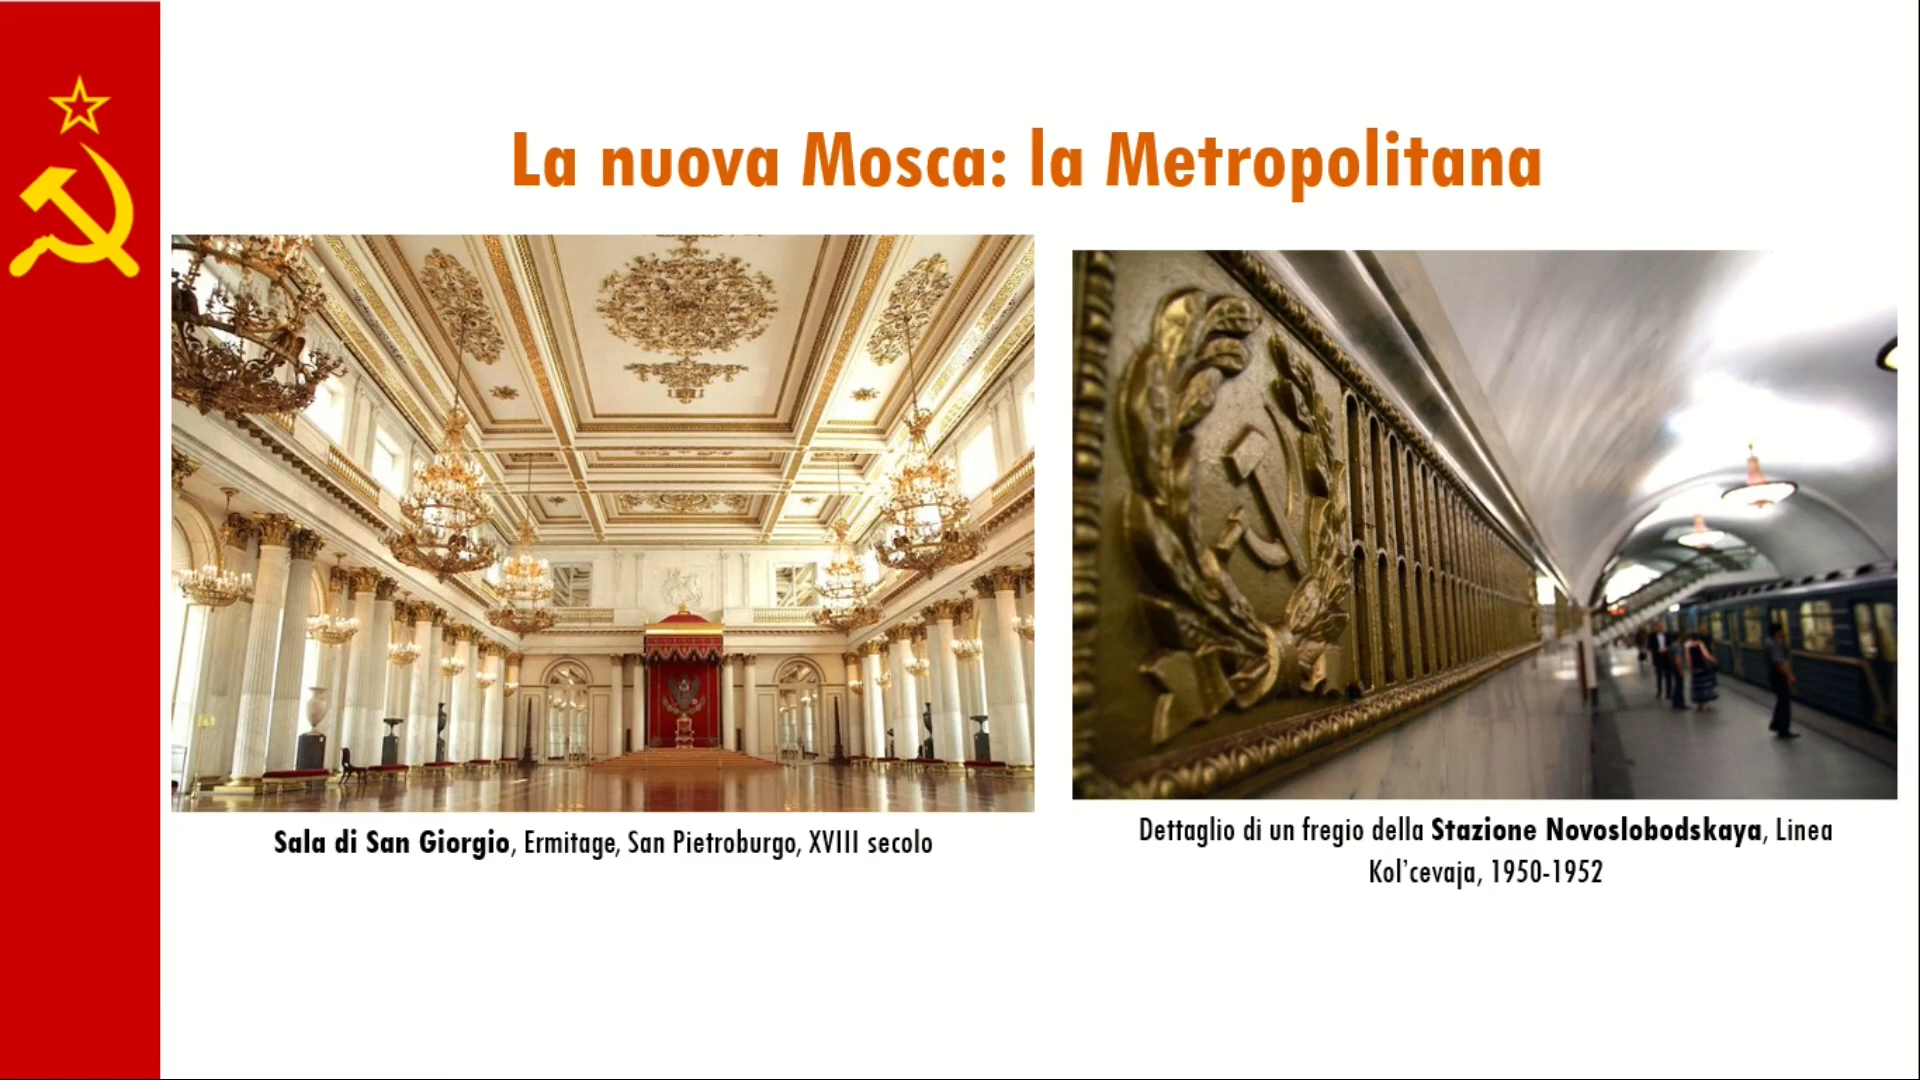 La nuova Mosca: la Metropolitana
Sala di San Giorgio, Ermitage, San Pietroburgo, XVIII secolo
Dettaglio di un fregio della Stazione Novoslobodskaya, Linea
Kol’cevaja, 1950-1952